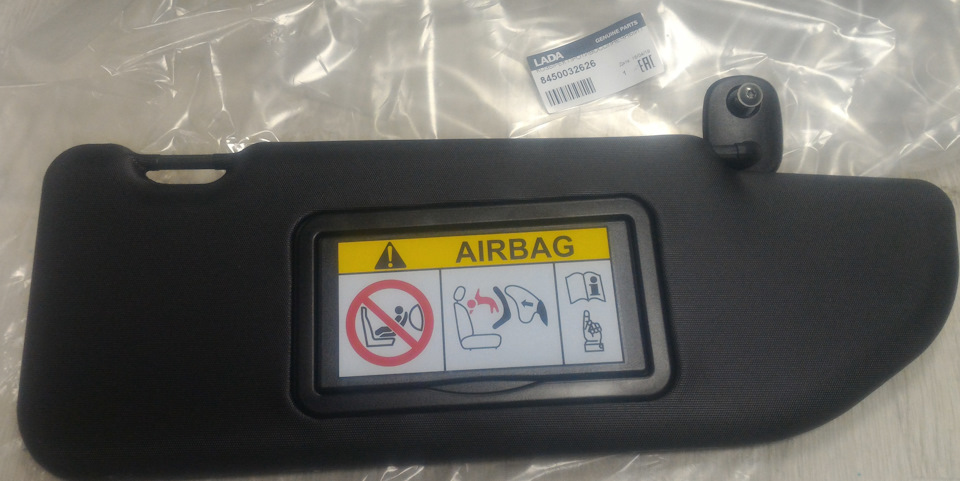 GENUINE PARTS
LADA
8450032626
EAC
AIRBAG
i